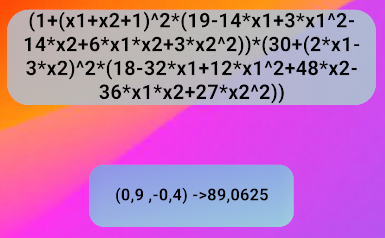 (1+(x1+x2+1)^2*(19-14*x1+3*x1^2-
14*x2+6*x1*x2+3*x2^2))*(30+(2*x1-
3*x2)^2*(18-32*x1+12*x1^2+48*x2-
36*x1*x2+27*x2^2))
(0,9 ,-0,4) ->89,0625